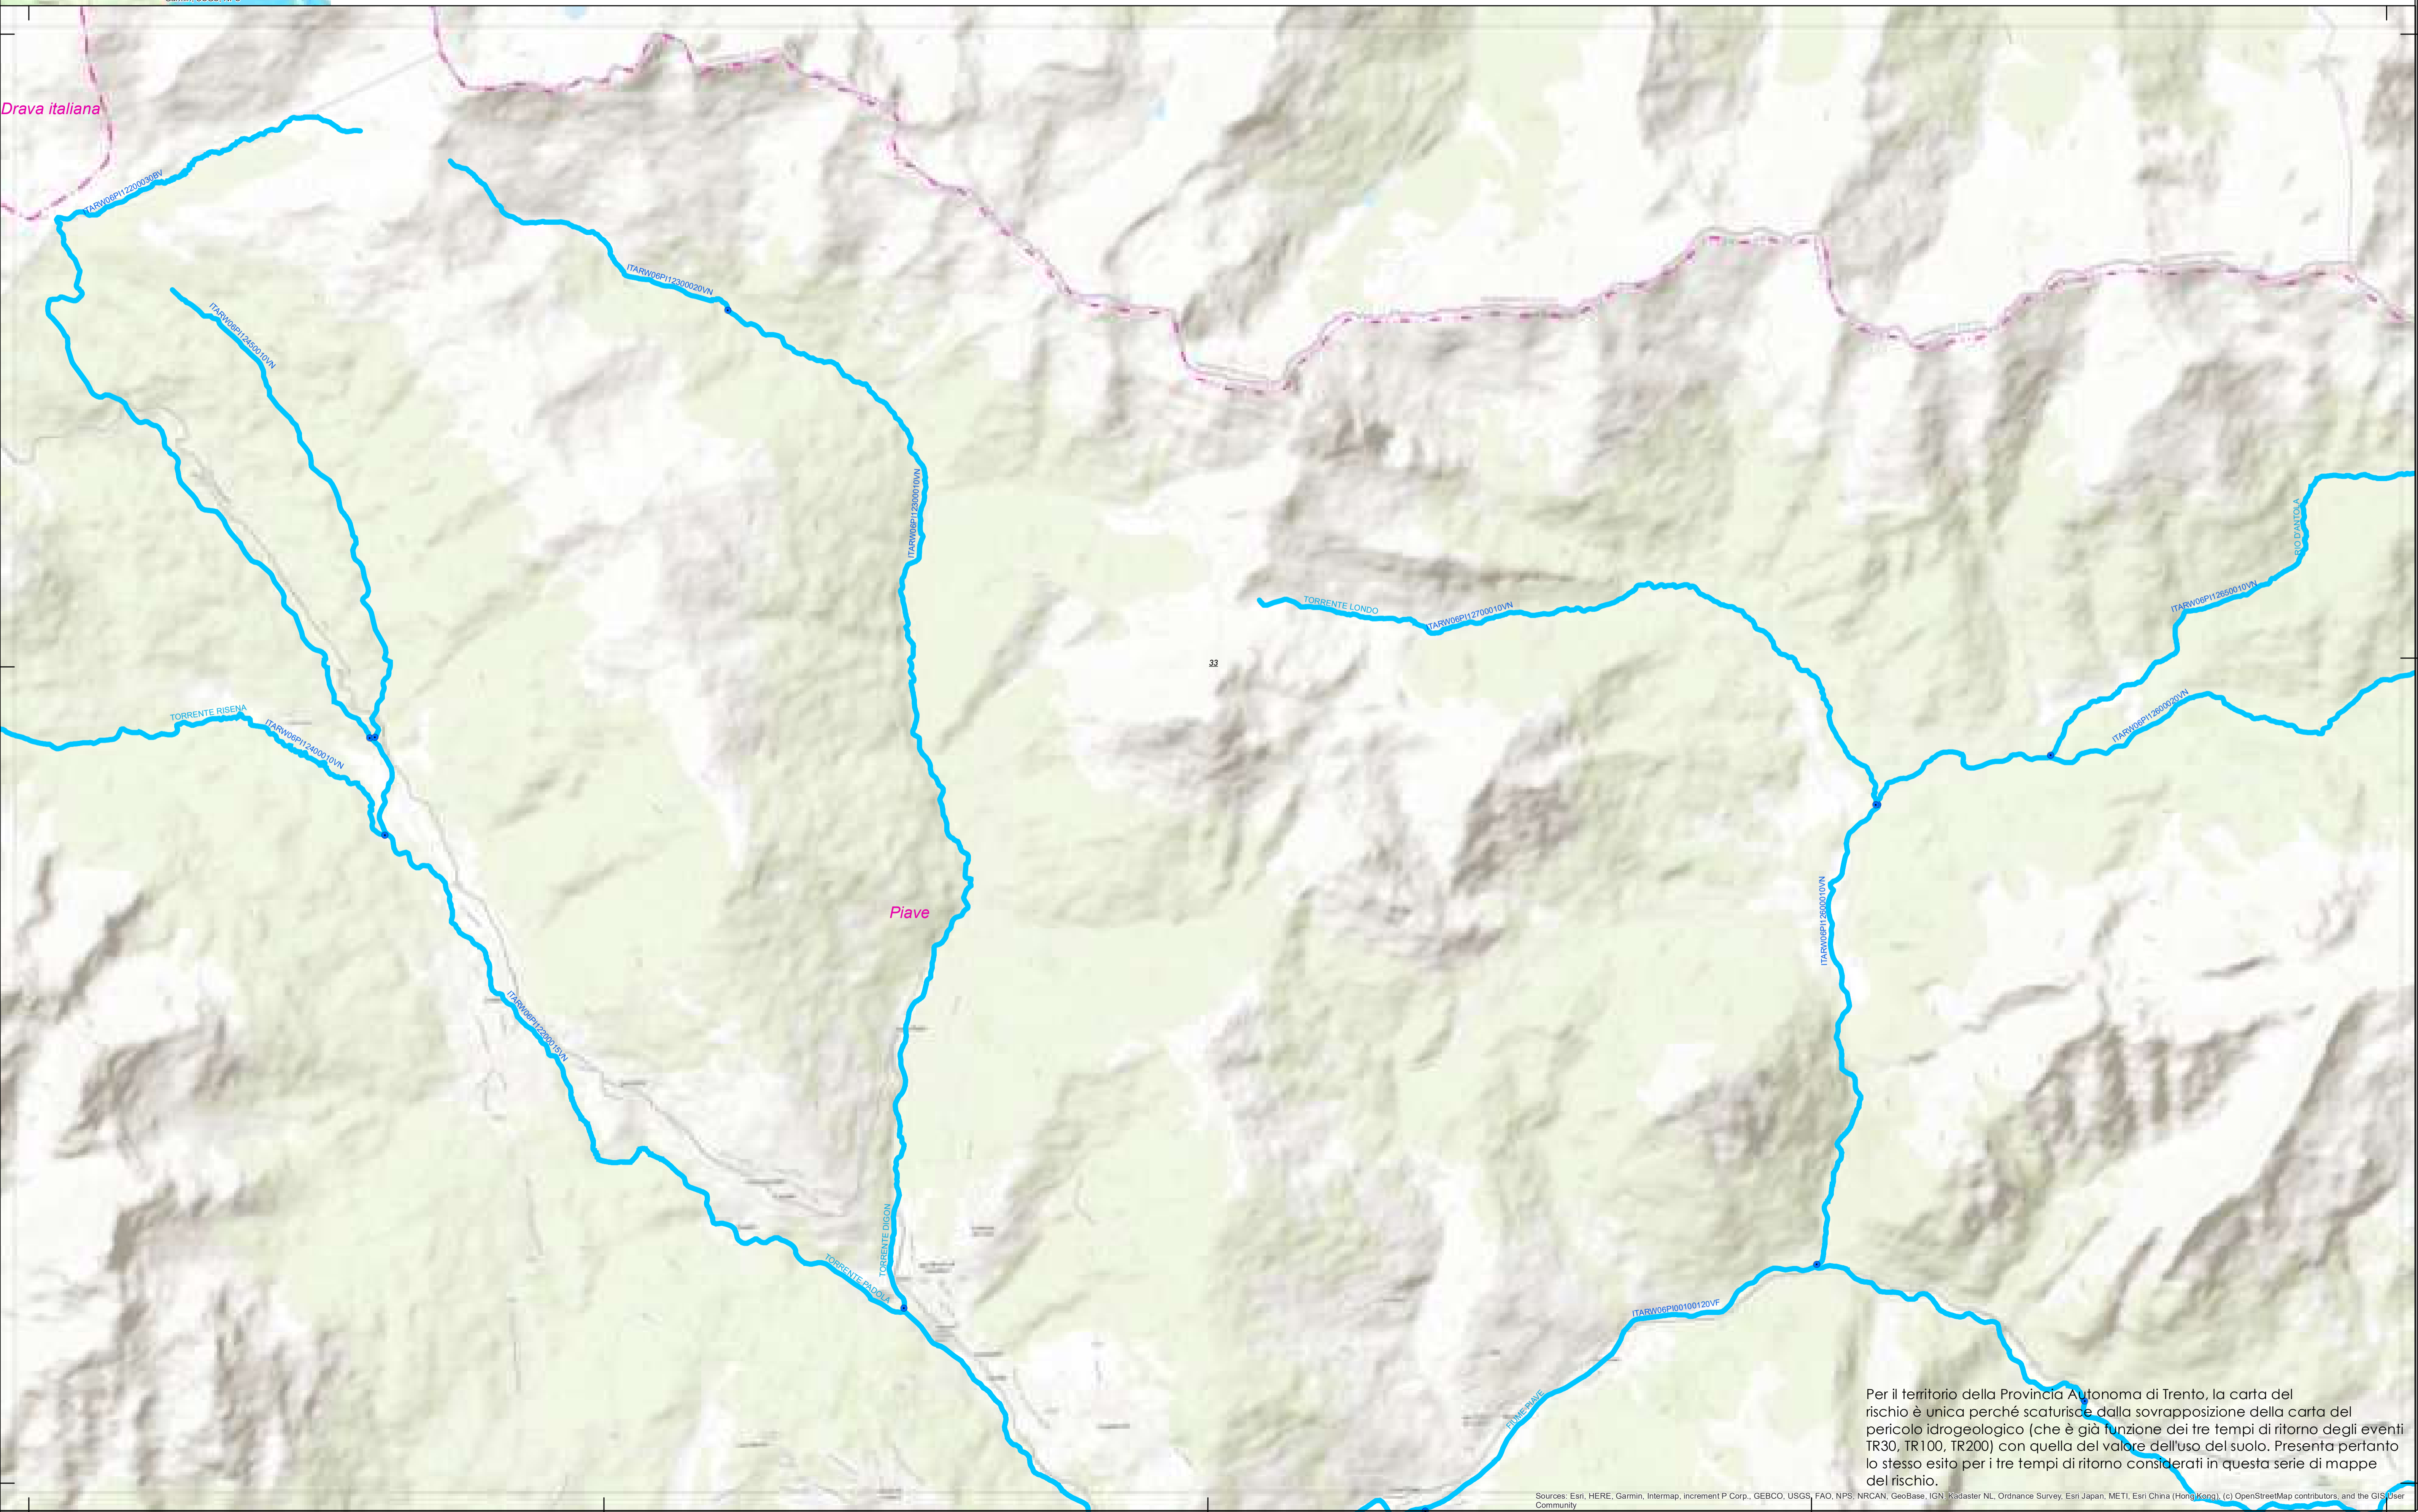 Drava italiana
ITARW06PI12200030BV
ITARW06PI12300020VN
ITARW06PI12450010VN
ITARW06PI12300010VN
RIO D'ANTOLA
ITARW06PI12650010VN
TORRENTE LONDO
ITARW06PI12700010VN
33
TORRENTE RISENA
ITARW06PI12400010VN
ITARW06PI12600020VN
ITARW06PI12600010VN
Piave
ITARW06PI12200015VN
TORRENTE DIGON
TORRENTE PADOLA
ITARW06PI00100120VF
FIUME PIAVE
Per il territorio della Provincia Autonoma di Trento, la carta del
rischio è unica perché scaturisce dalla sovrapposizione della carta del
pericolo idrogeologico (che è già funzione dei tre tempi di ritorno degli eventi
TR30, TR100, TR200) con quella del valore dell'uso del suolo. Presenta pertanto
lo stesso esito per i tre tempi di ritorno considerati in questa serie di mappe
del rischio.
Sources: Esri, HERE, Garmin, Intermap, increment P Corp., GEBCO, USGS, FAO, NPS, NRCAN, GeoBase, IGN, Kadaster NL, Ordnance Survey, Esri Japan, METI, Esri China (Hong Kong), (c) OpenStreetMap contributors, and the GIS User
Community